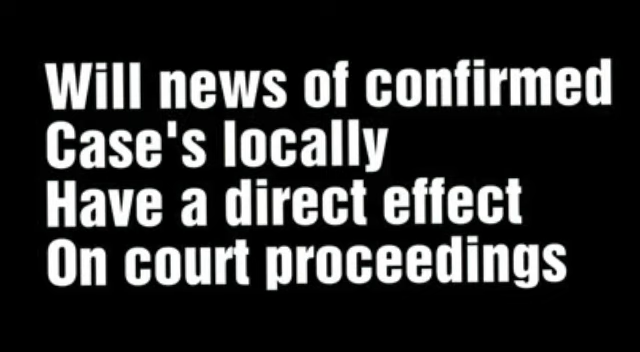 Will news of confirmed
Case's locally
Have a direct effect
On court proceedings